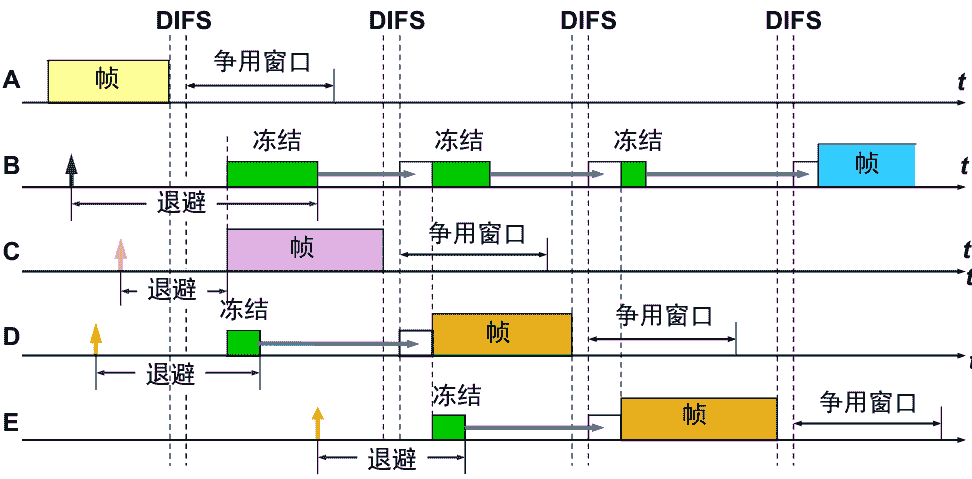 DIFS DIFS DIFS DIFS
A 帧 争用窗口 t
冻结 冻结 冻结
B 帧 t
退避
C 帧 争用窗口 t
退避 t
冻结
D 帧 争用窗口 t
退避
冻结
E 帧 争用窗口
退避